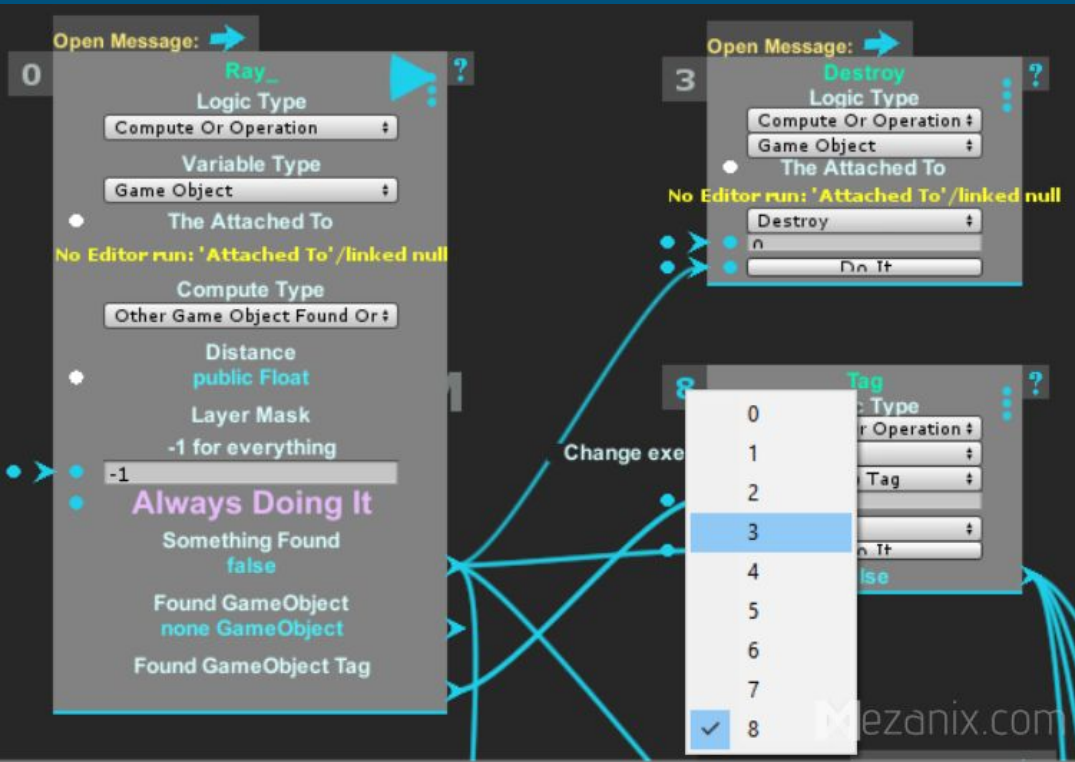 Open Message:
0
Ray_
?
Logic Type
Compute Or Operation
Variable Type
Game Object
The Attached To
No Editor run: 'Attached To'/linked null
Compute Type
Other Game Object Found Or
Distance
public Float
Layer Mask
-1 for everything
-1
Always Doing It
Something Found
false
Found GameObject
none GameObject
Found GameObject Tag
Open Message:
3
Destroy
?
Logic Type
Compute Or Operation
Game Object
The Attached To
No Editor run: 'Attached To'/linked null
Destroy
0
Do It
8
Tag
?
Type
Operation
Tag
It
Change
0
1
2
3
4
5
6
7
8
Mezanix.com